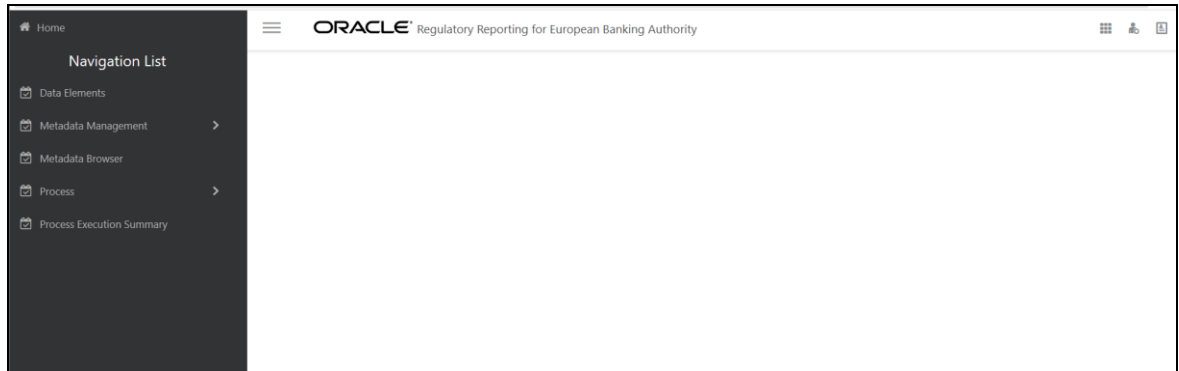 Home
ORACLE® Regulatory Reporting for European Banking Authority
Navigation List
Data Elements
Metadata Management
Metadata Browser
Process
Process Execution Summary